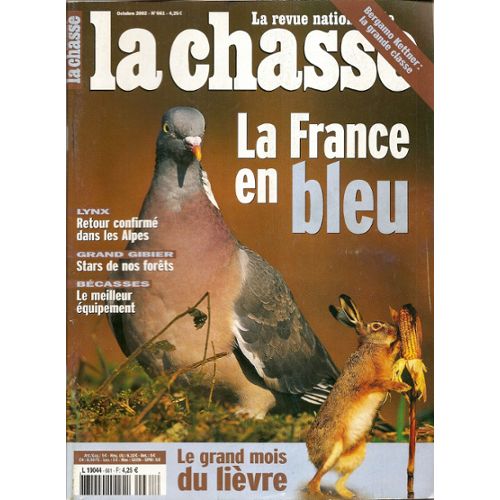 Octobre 2002 - N° 661 - 4,25€
La revue nation
la chasse
la chasse
Bergamo Kettner :
la grande classe
La France
en bleu
LYNX
Retour confirmé
dans les Alpes
GRAND GIBIER
Stars de nos forêts
BÉCASSES
Le meilleur
équipement
L 19044 - 661 - F: 4,25 €
Le grand mois
du lièvre